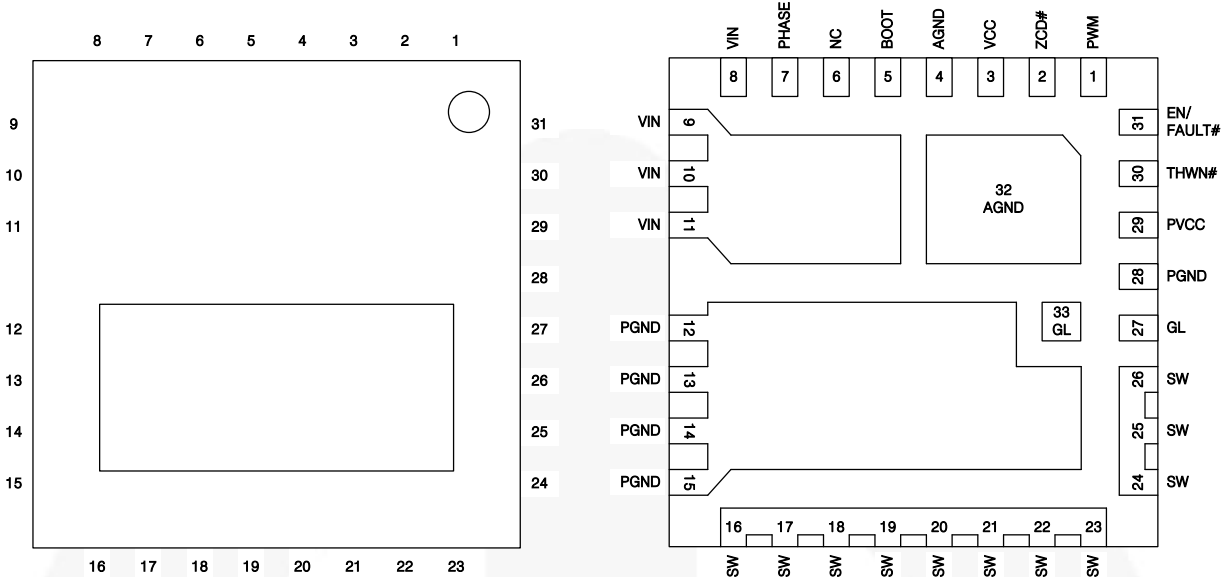 8 7 6 5 4 3 2 1
9
10
11
12
13
14
15
31
30
29
28
27
26
25
24
16 17 18 19 20 21 22 23
VIN PHASE NC BOOT AGND VCC ZCD# PWM
8 7 6 5 4 3 2 1
VIN 9
VIN 10
VIN 11
PGND 12
PGND 13
PGND 14
PGND 15
32
AGND
33
GL
31 EN/
FAULT#
30 THWN#
29 PVCC
28 PGND
27 GL
26 SW
25 SW
24 SW
16 17 18 19 20 21 22 23
SW SW SW SW SW SW SW SW